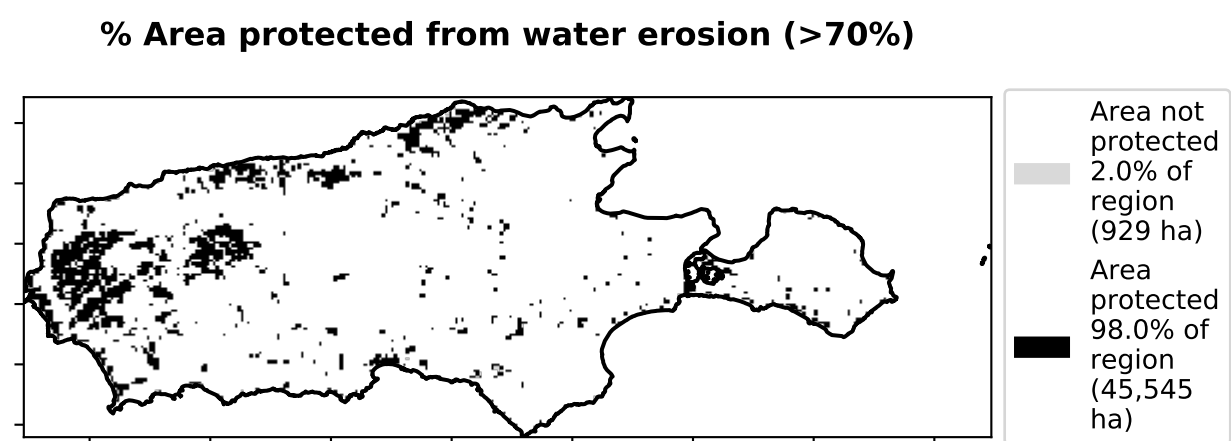 % Area protected from water erosion (>70%)
Area not
protected
2.0% of
region
(929 ha)
Area
protected
98.0% of
region
(45,545
ha)